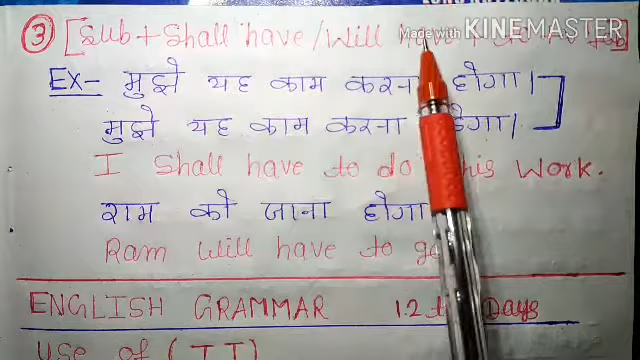 Made with KINEMASTER
③ [Sub + Shall have / Will have + to
Ex- मुझे यह काम करना होगा।
मुझे यह काम करना
I Shall have to do this Work.
राम को जाना होगा
Ram Will have to go
ENGLISH GRAMMAR 12 Days
Use of (